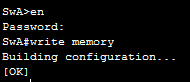 SwA>en
Password:
SwA#write memory
Building configuration...
[OK]